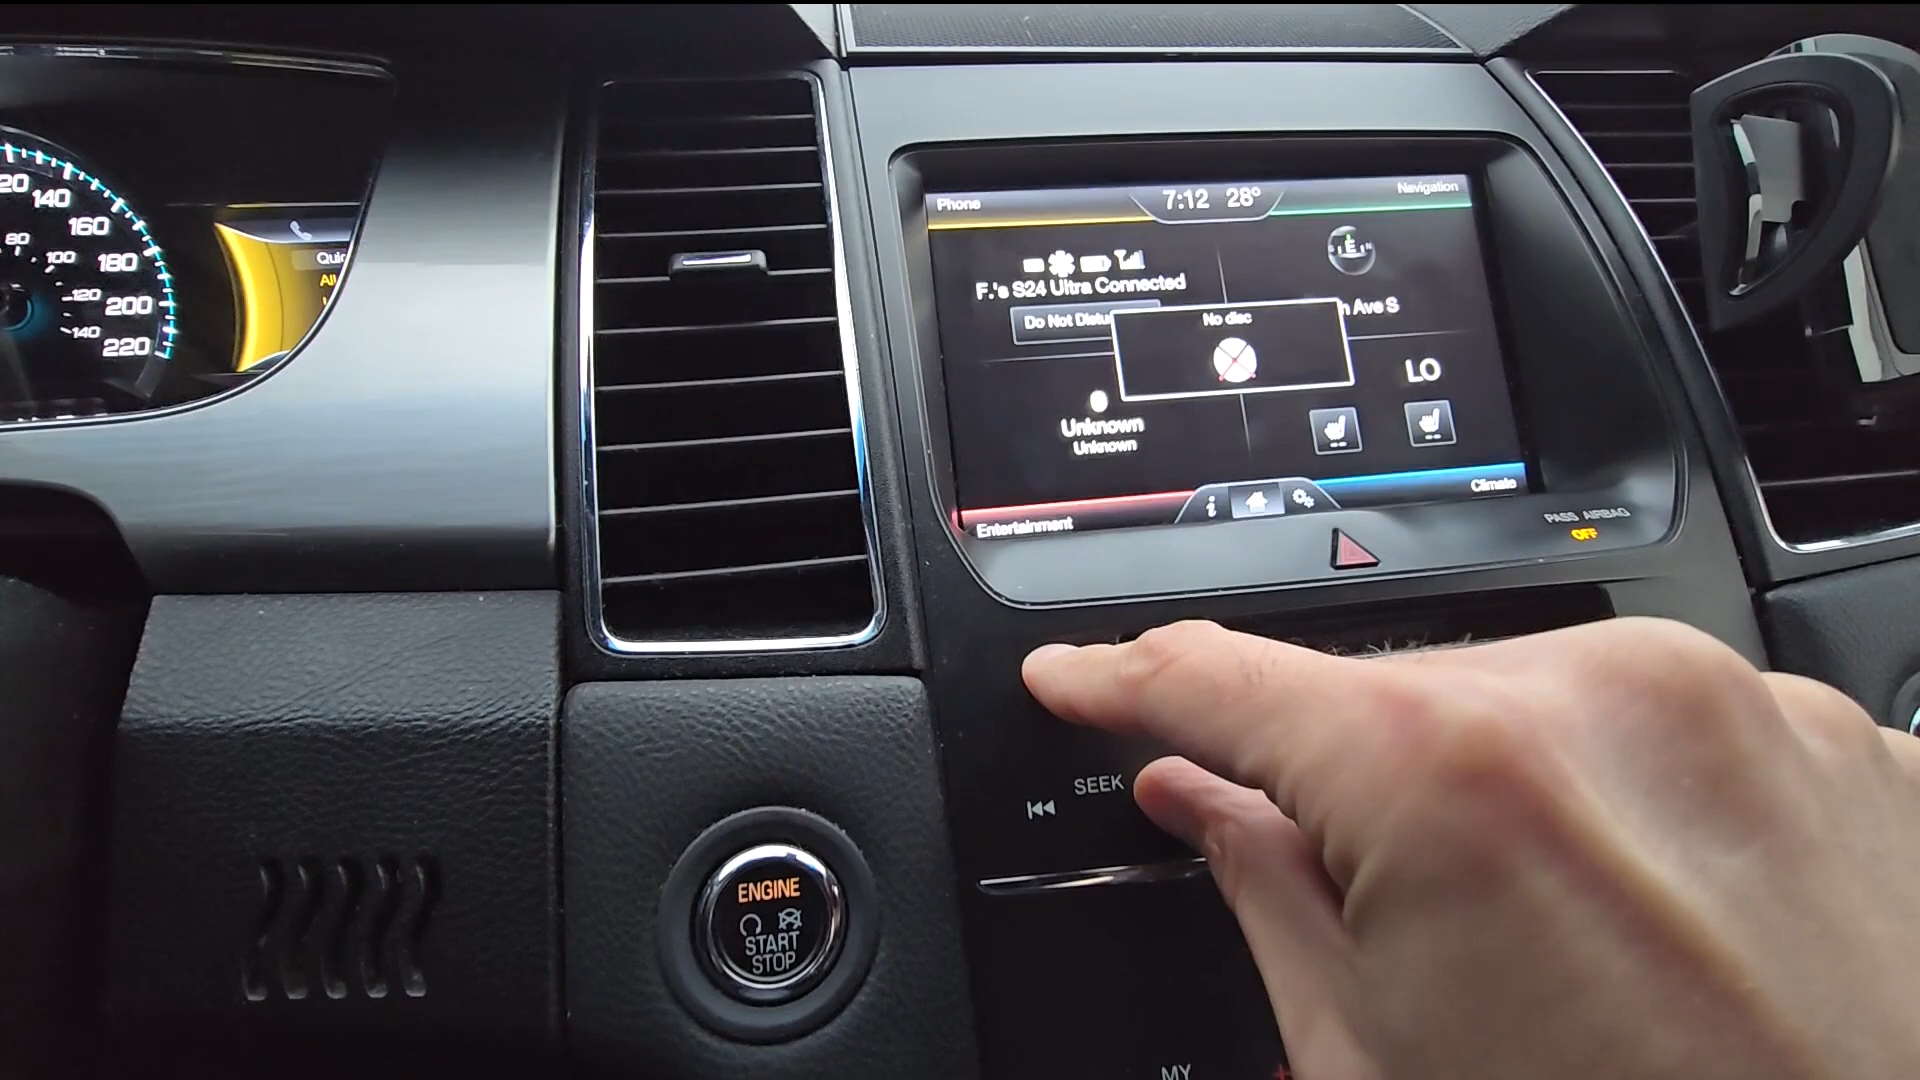 20
140
160
180
200
220
80
100
120
140
Quic
All
Phone
7:12 28°
Navigation
F.'s S24 Ultra Connected
Do Not Distu
No disc
h Ave S
LO
Unknown
Unknown
Entertainment
i
Climate
PASS AIRBAG
OFF
SEEK
ENGINE
START
STOP
MY